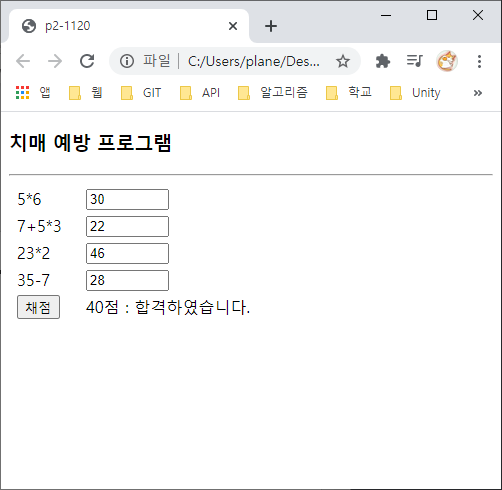 p2-1120
파일 C:/Users/plane/Des...
앱 웹 GIT API 알고리즘 학교 Unity
치매 예방 프로그램
5*6 30
7+5*3 22
23*2 46
35-7 28
채점 40점 : 합격하였습니다.